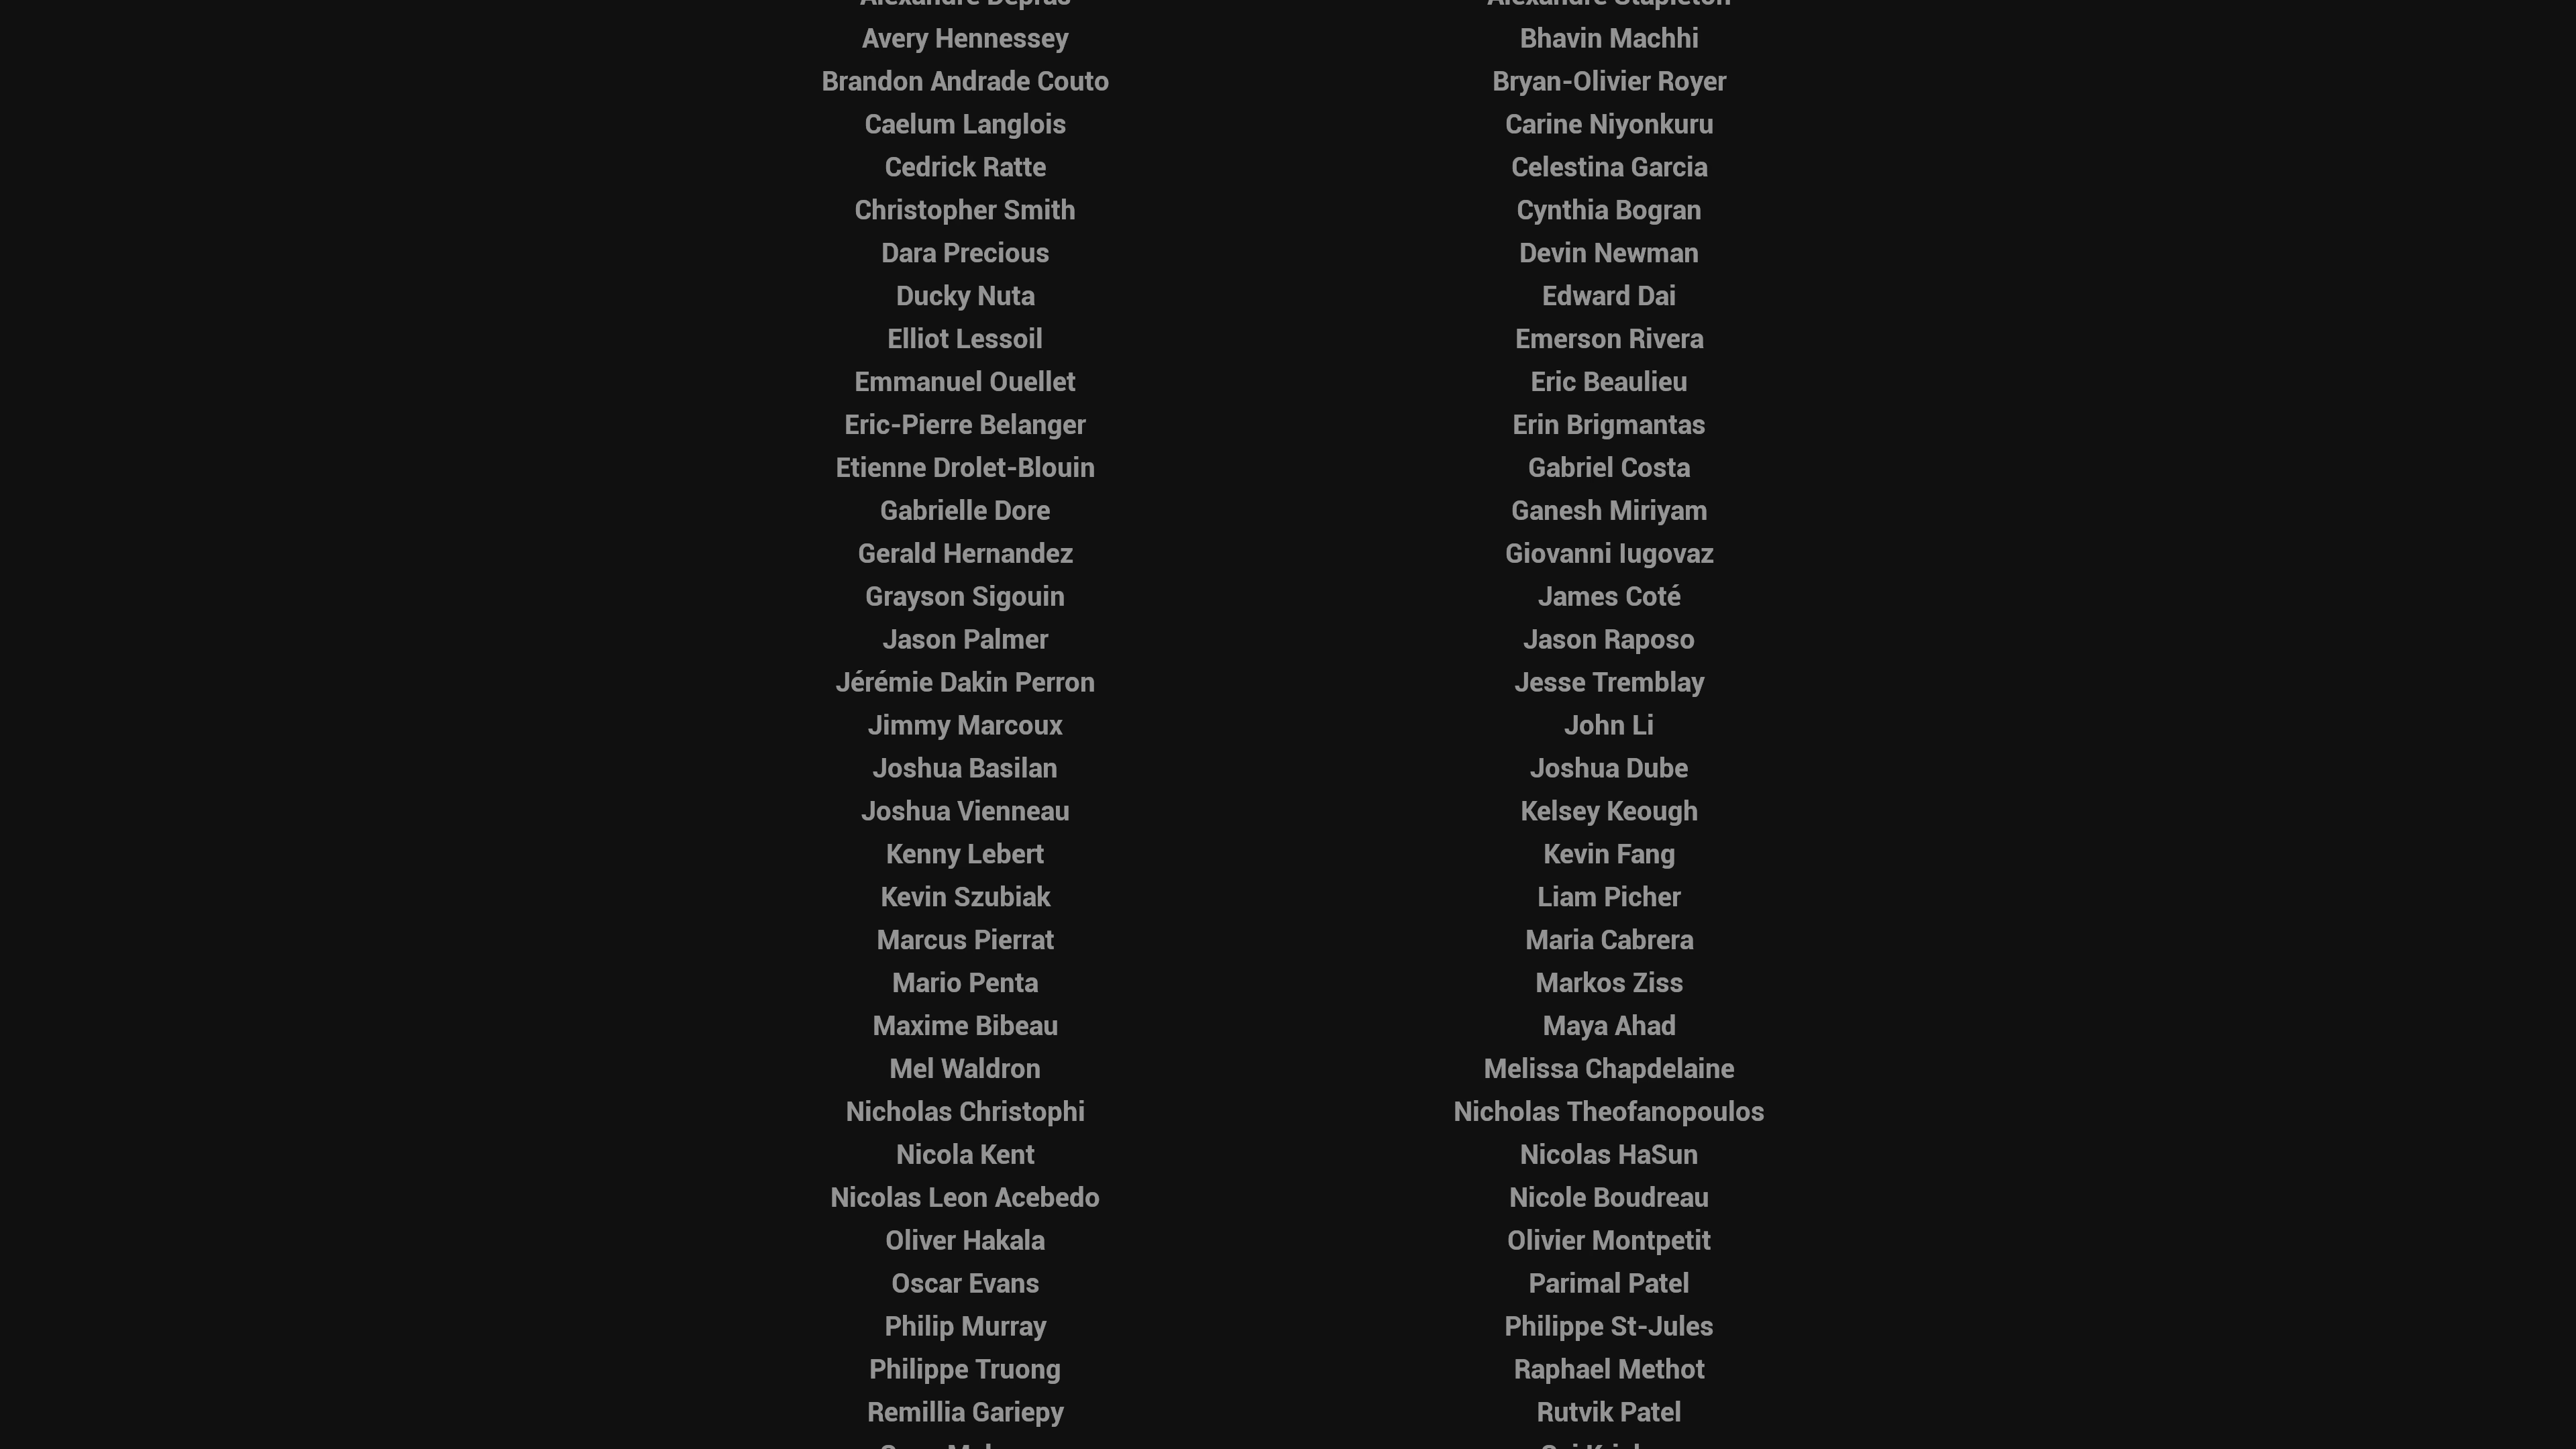 Avery Hennessey Bhavin Machhi
Brandon Andrade Couto Bryan-Olivier Royer
Caelum Langlois Carine Niyonkuru
Cedrick Ratte Celestina Garcia
Christopher Smith Cynthia Bogran
Dara Precious Devin Newman
Ducky Nuta Edward Dai
Elliot Lessoil Emerson Rivera
Emmanuel Ouellet Eric Beaulieu
Eric-Pierre Belanger Erin Brigmantas
Etienne Drolet-Blouin Gabriel Costa
Gabrielle Dore Ganesh Miriyam
Gerald Hernandez Giovanni Iugovaz
Grayson Sigouin James Coté
Jason Palmer Jason Raposo
Jérémie Dakin Perron Jesse Tremblay
Jimmy Marcoux John Li
Joshua Basilan Joshua Dube
Joshua Vienneau Kelsey Keough
Kenny Lebert Kevin Fang
Kevin Szubiak Liam Picher
Marcus Pierrat Maria Cabrera
Mario Penta Markos Ziss
Maxime Bibeau Maya Ahad
Mel Waldron Melissa Chapdelaine
Nicholas Christophi Nicholas Theofanopoulos
Nicola Kent Nicolas HaSun
Nicolas Leon Acebedo Nicole Boudreau
Oliver Hakala Olivier Montpetit
Oscar Evans Parimal Patel
Philip Murray Philippe St-Jules
Philippe Truong Raphael Methot
Remillia Gariepy Rutvik Patel